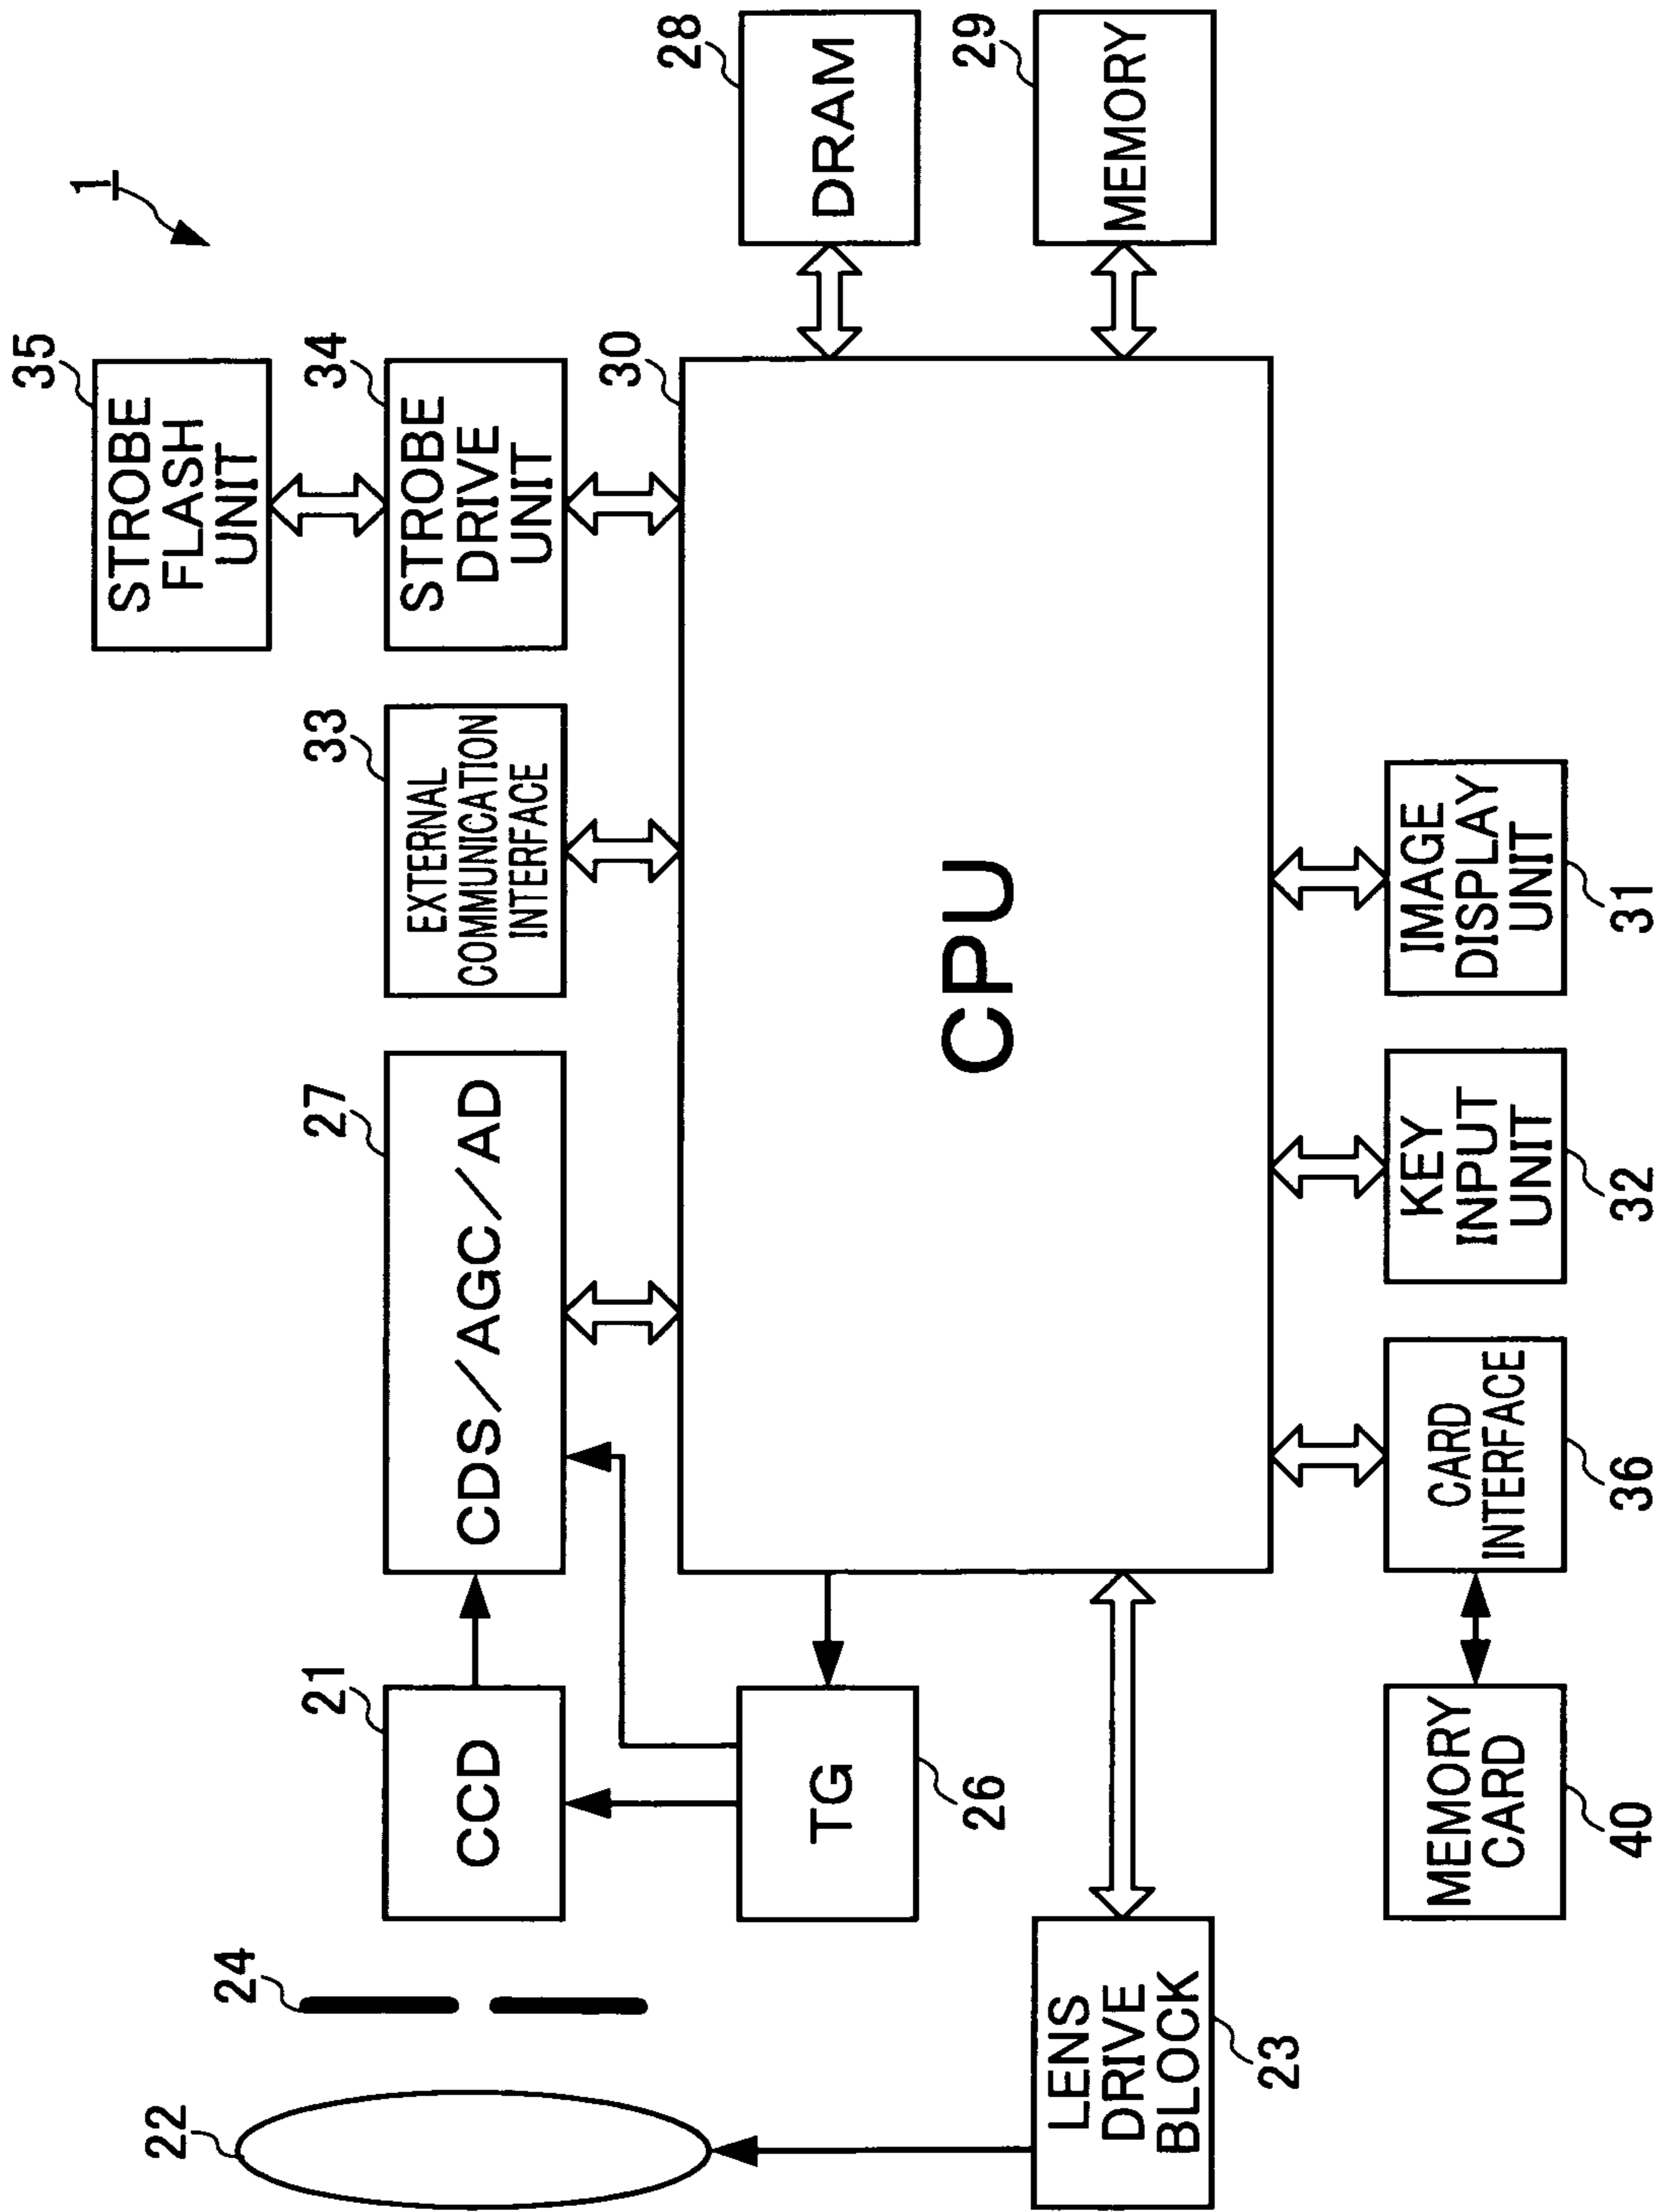 1
22
24
21
CCD
27
CDS/AGC/AD
33
EXTERNAL
COMMUNICATION
INTERFACE
35
STROBE
FLASH
UNIT
34
STROBE
DRIVE
UNIT
TG
26
30
CPU
28
DRAM
29
MEMORY
LENS
DRIVE
BLOCK
23
MEMORY
CARD
40
CARD
INTERFACE
36
KEY
INPUT
UNIT
32
IMAGE
DISPLAY
UNIT
31